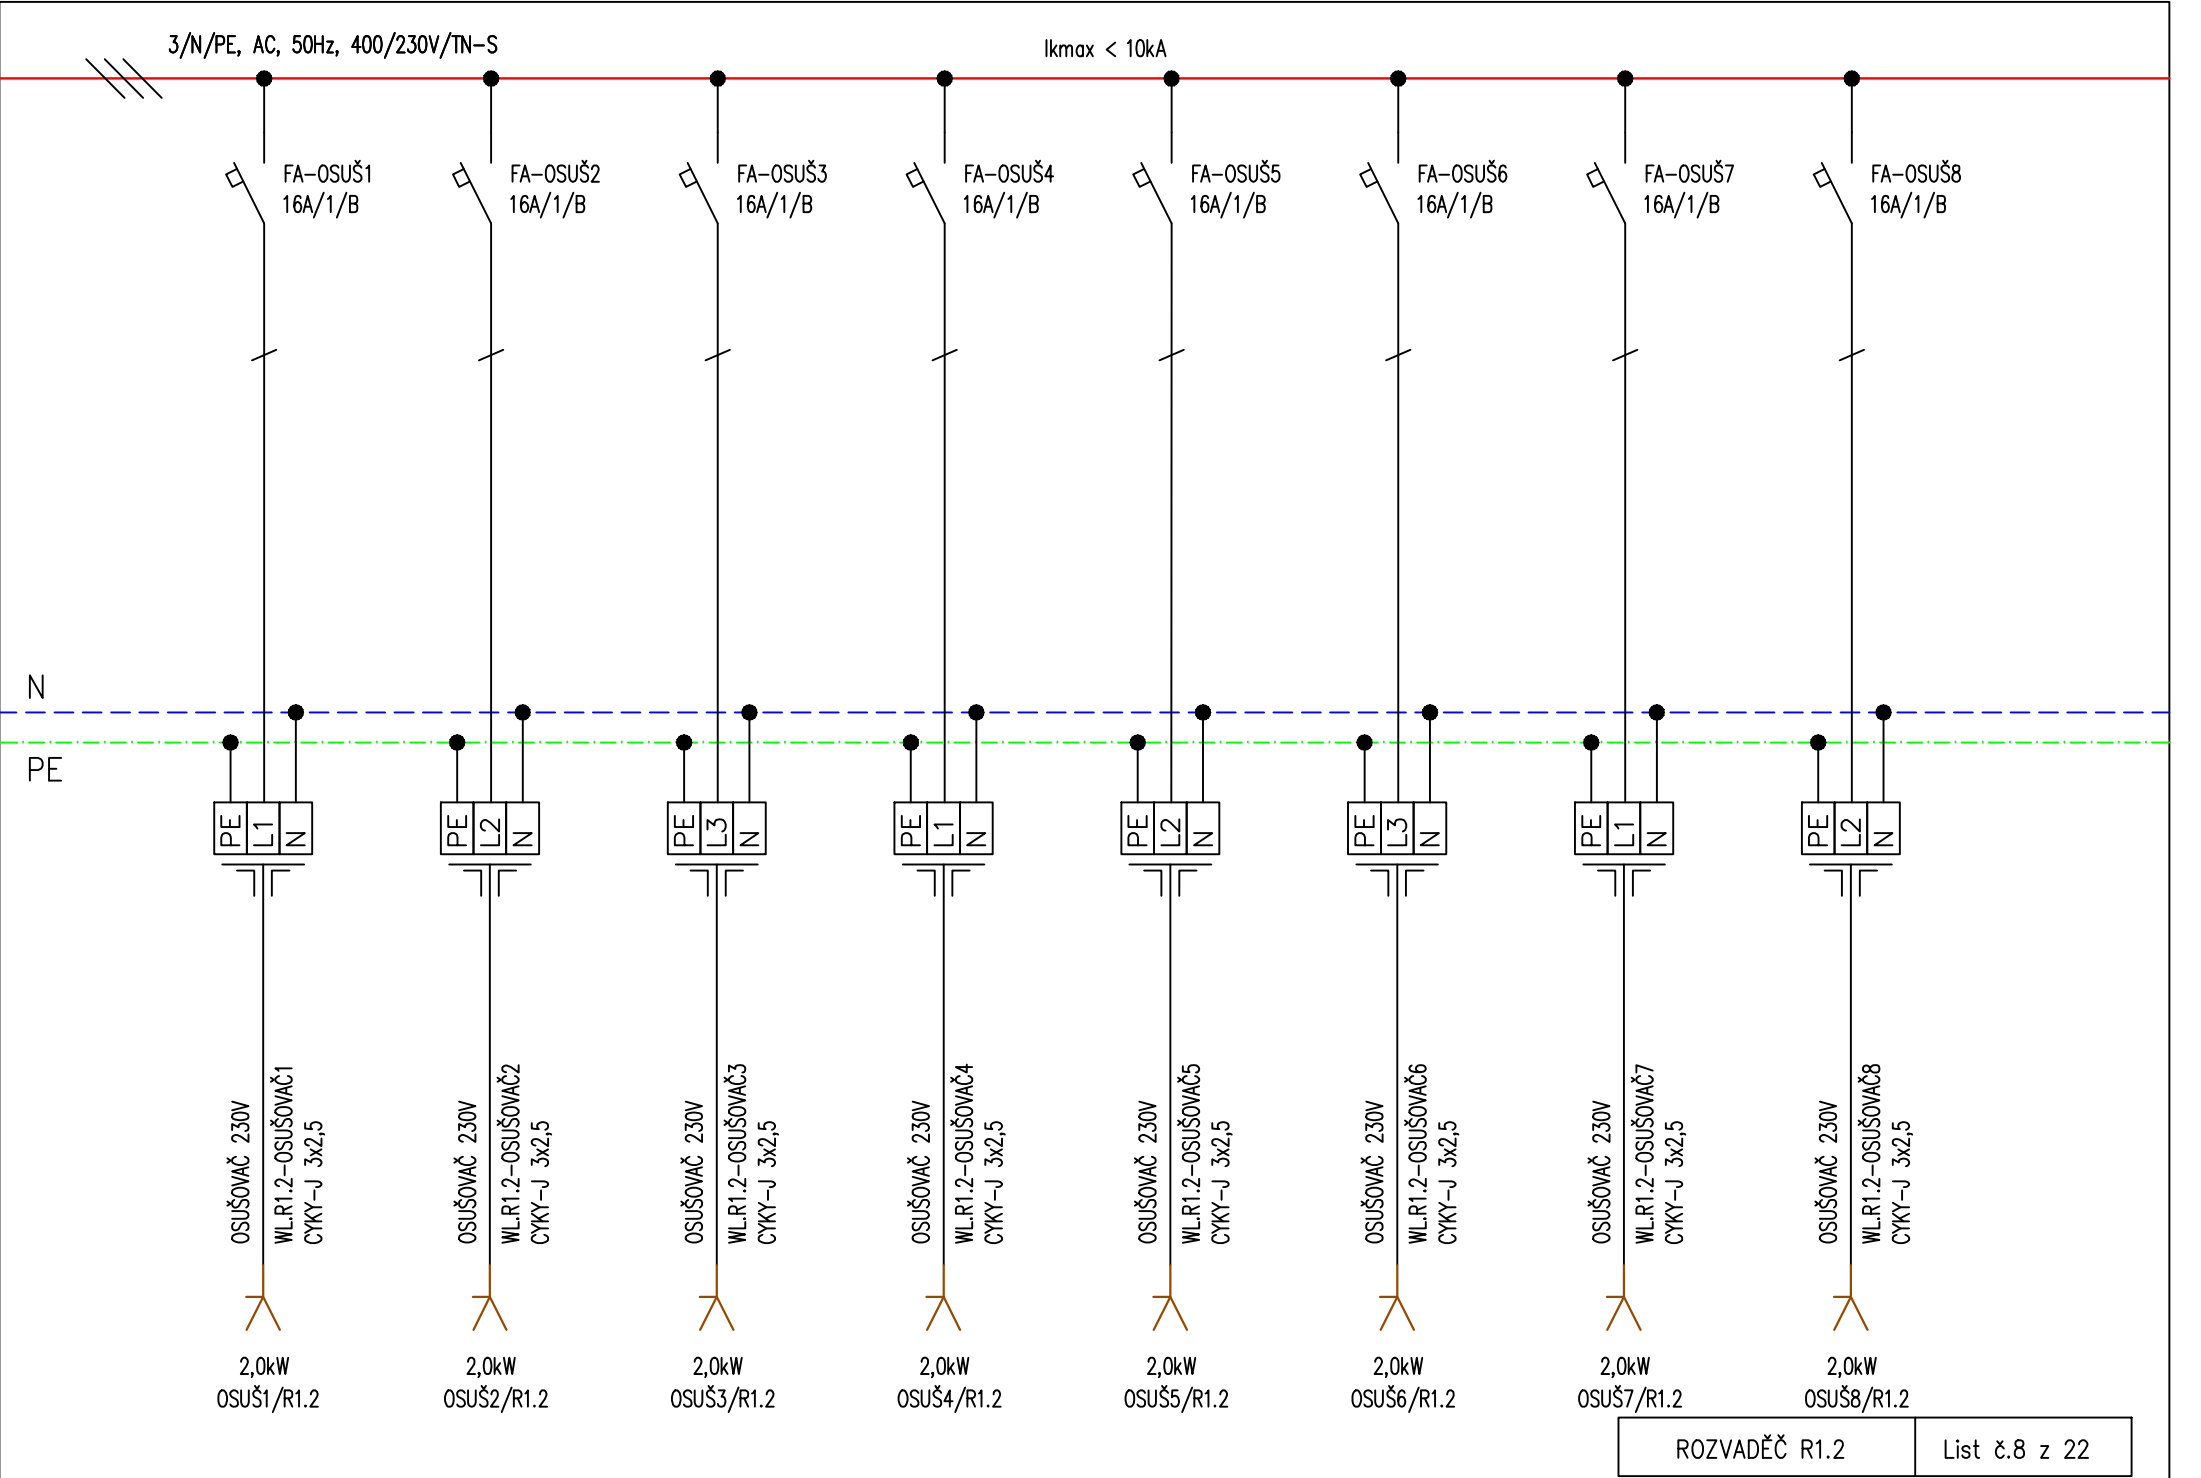 3/N/PE, AC, 50Hz, 400/230V/TN-S
Ikmax < 10kA
FA-OSUŠ1
16A/1/B
FA-OSUŠ2
16A/1/B
FA-OSUŠ3
16A/1/B
FA-OSUŠ4
16A/1/B
FA-OSUŠ5
16A/1/B
FA-OSUŠ6
16A/1/B
FA-OSUŠ7
16A/1/B
FA-OSUŠ8
16A/1/B
N
PE
PE L1 N
PE L2 N
PE L3 N
PE L1 N
PE L2 N
PE L3 N
PE L1 N
PE L2 N
OSUŠOVAČ 230V
WL.R1.2-OSUŠOVAČ1
CYKY-J 3x2,5
OSUŠOVAČ 230V
WL.R1.2-OSUŠOVAČ2
CYKY-J 3x2,5
OSUŠOVAČ 230V
WL.R1.2-OSUŠOVAČ3
CYKY-J 3x2,5
OSUŠOVAČ 230V
WL.R1.2-OSUŠOVAČ4
CYKY-J 3x2,5
OSUŠOVAČ 230V
WL.R1.2-OSUŠOVAČ5
CYKY-J 3x2,5
OSUŠOVAČ 230V
WL.R1.2-OSUŠOVAČ6
CYKY-J 3x2,5
OSUŠOVAČ 230V
WL.R1.2-OSUŠOVAČ7
CYKY-J 3x2,5
OSUŠOVAČ 230V
WL.R1.2-OSUŠOVAČ8
CYKY-J 3x2,5
2,0kW
OSUŠ1/R1.2
2,0kW
OSUŠ2/R1.2
2,0kW
OSUŠ3/R1.2
2,0kW
OSUŠ4/R1.2
2,0kW
OSUŠ5/R1.2
2,0kW
OSUŠ6/R1.2
2,0kW
OSUŠ7/R1.2
2,0kW
OSUŠ8/R1.2
ROZVADĚČ R1.2
List č.8 z 22